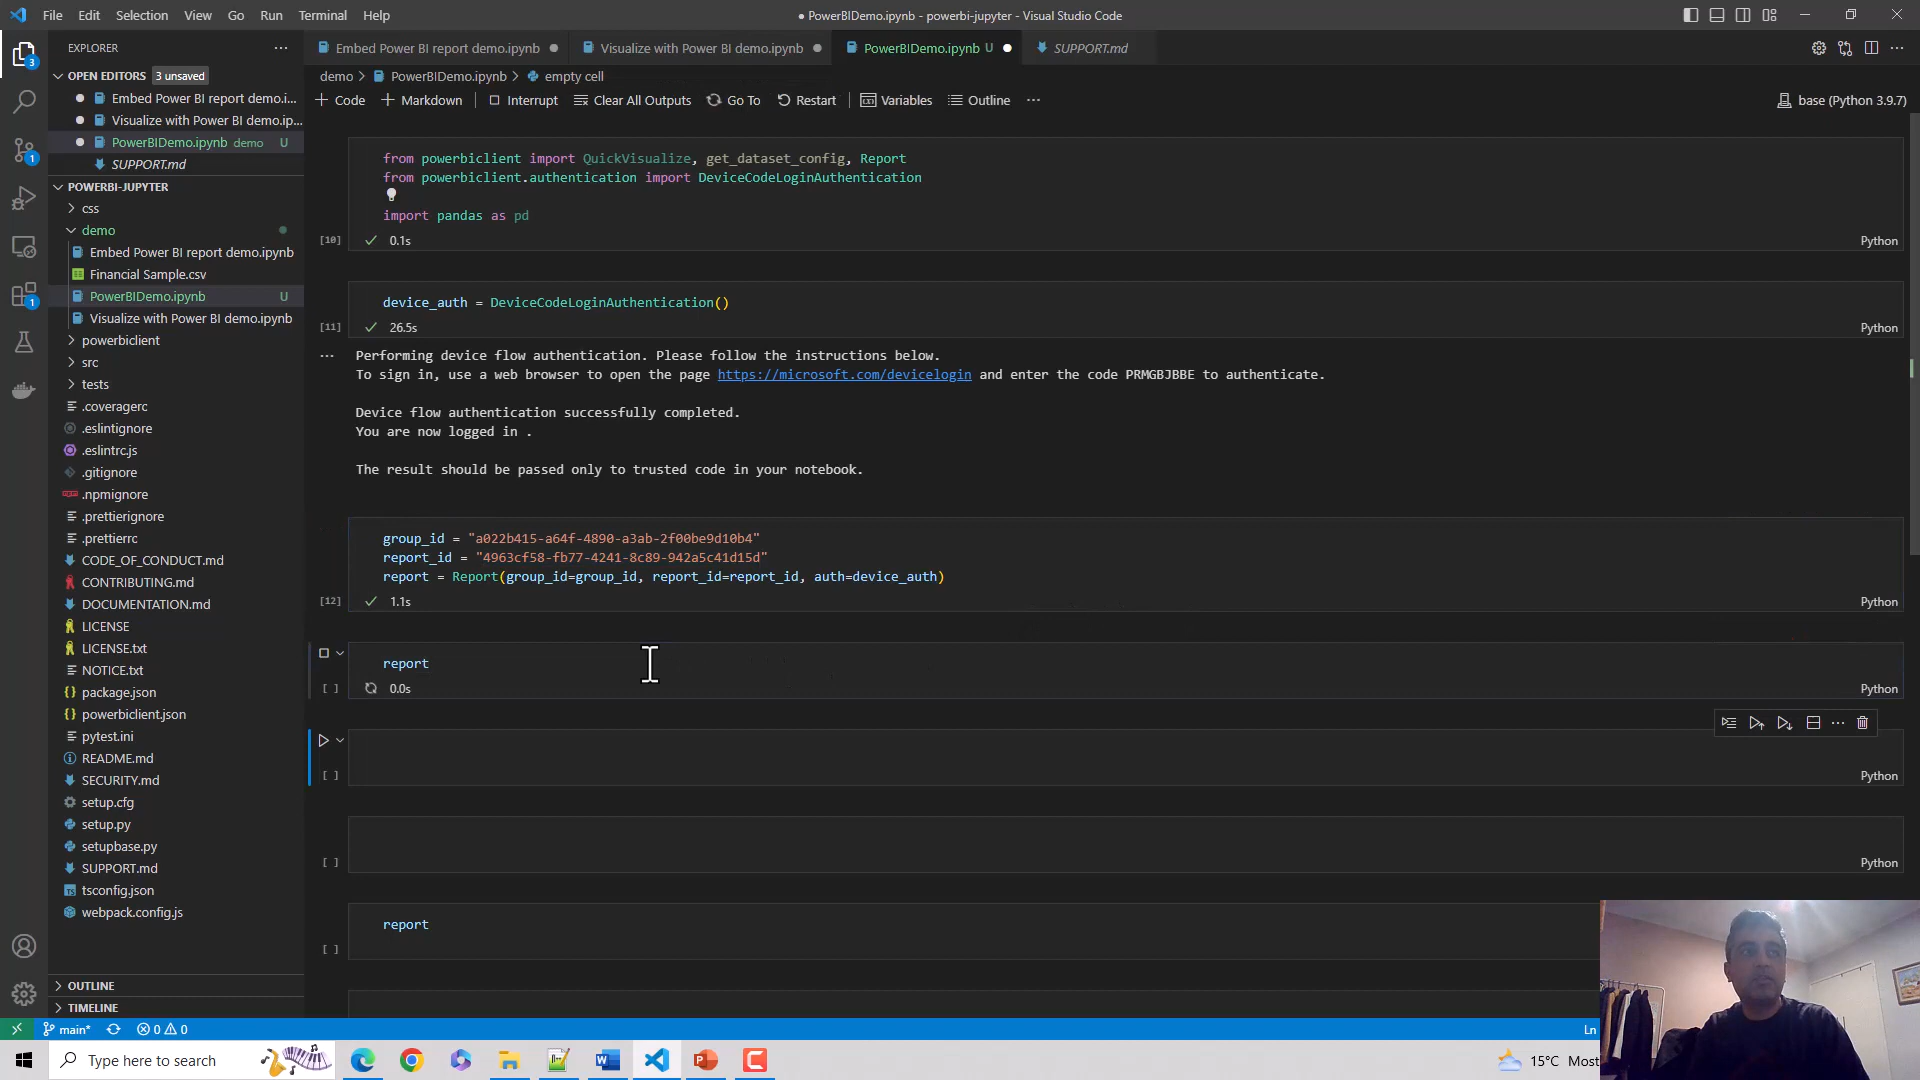 File Edit Selection View Go Run Terminal Help
● PowerBIDemo.ipynb - powerbi-jupyter - Visual Studio Code
EXPLORER
OPEN EDITORS 3 unsaved
Embed Power BI report demo.i...
Visualize with Power BI demo.ip...
PowerBIDemo.ipynb demo U
SUPPORT.md
POWERBI-JUPYTER
css
demo
Embed Power BI report demo.ipynb
Financial Sample.csv
PowerBIDemo.ipynb U
Visualize with Power BI demo.ipynb
powerbiclient
src
tests
.coveragerc
.eslintignore
.eslintrc.js
.gitignore
.npmignore
.prettierignore
.prettierrc
CODE_OF_CONDUCT.md
CONTRIBUTING.md
DOCUMENTATION.md
LICENSE
LICENSE.txt
NOTICE.txt
package.json
powerbiclient.json
pytest.ini
README.md
SECURITY.md
setup.cfg
setup.py
setupbase.py
SUPPORT.md
tsconfig.json
webpack.config.js
OUTLINE
TIMELINE
3
1
1
Embed Power BI report demo.ipynb
Visualize with Power BI demo.ipynb
PowerBIDemo.ipynb U
SUPPORT.md
demo > PowerBIDemo.ipynb > empty cell
+ Code + Markdown Interrupt Clear All Outputs Go To Restart Variables Outline ...
base (Python 3.9.7)
from powerbiclient import QuickVisualize, get_dataset_config, Report
from powerbiclient.authentication import DeviceCodeLoginAuthentication
import pandas as pd
[10] 0.1s Python
device_auth = DeviceCodeLoginAuthentication()
[11] 26.5s Python
... Performing device flow authentication. Please follow the instructions below.
To sign in, use a web browser to open the page https://microsoft.com/devicelogin and enter the code PRMGBJBBE to authenticate.
Device flow authentication successfully completed.
You are now logged in .
The result should be passed only to trusted code in your notebook.
group_id = "a022b415-a64f-4890-a3ab-2f00be9d10b4"
report_id = "4963cf58-fb77-4241-8c89-942a5c41d15d"
report = Report(group_id=group_id, report_id=report_id, auth=device_auth)
[12] 1.1s Python
report
[ ] 0.0s Python
[ ] Python
[ ] Python
report
[ ]
main* 0 0
Ln
Type here to search
15°C Most